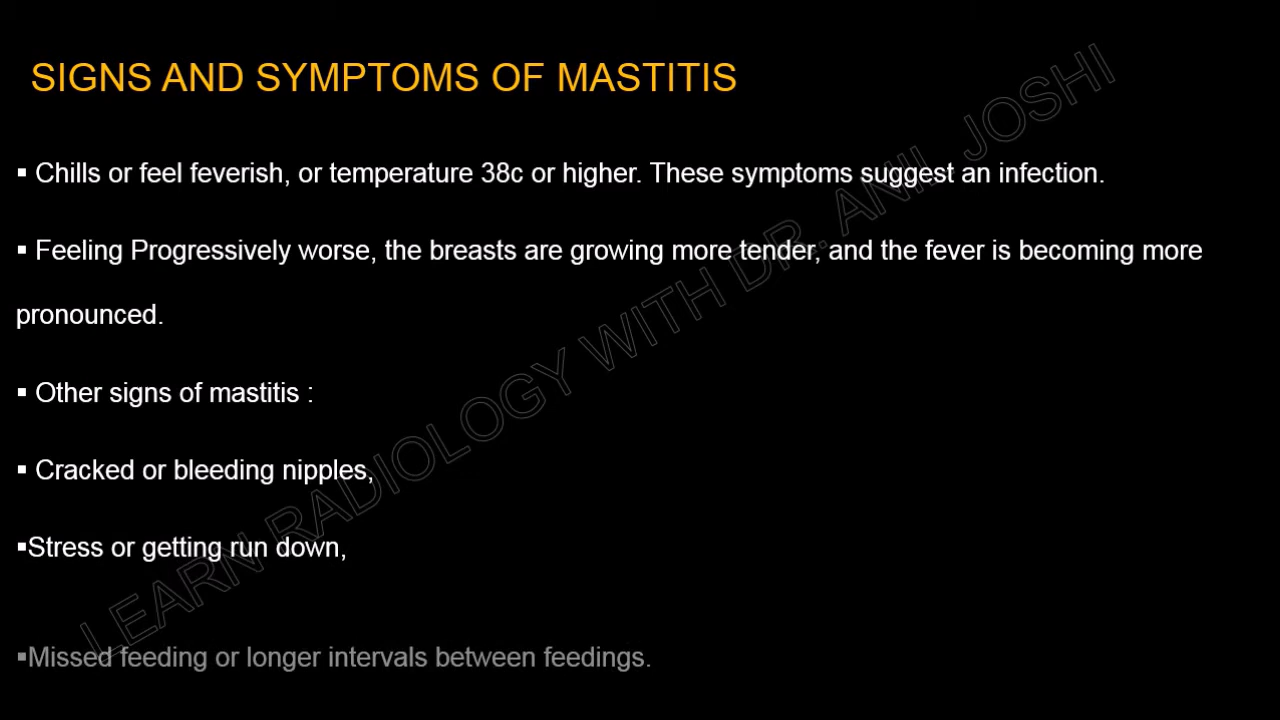 SIGNS AND SYMPTOMS OF MASTITIS
▪ Chills or feel feverish, or temperature 38c or higher. These symptoms suggest an infection.
▪ Feeling Progressively worse, the breasts are growing more tender, and the fever is becoming more
pronounced.
▪ Other signs of mastitis :
▪ Cracked or bleeding nipples,
▪Stress or getting run down,
▪Missed feeding or longer intervals between feedings.
LEARN RADIOLOGY WITH DR. ANIL JOSHI